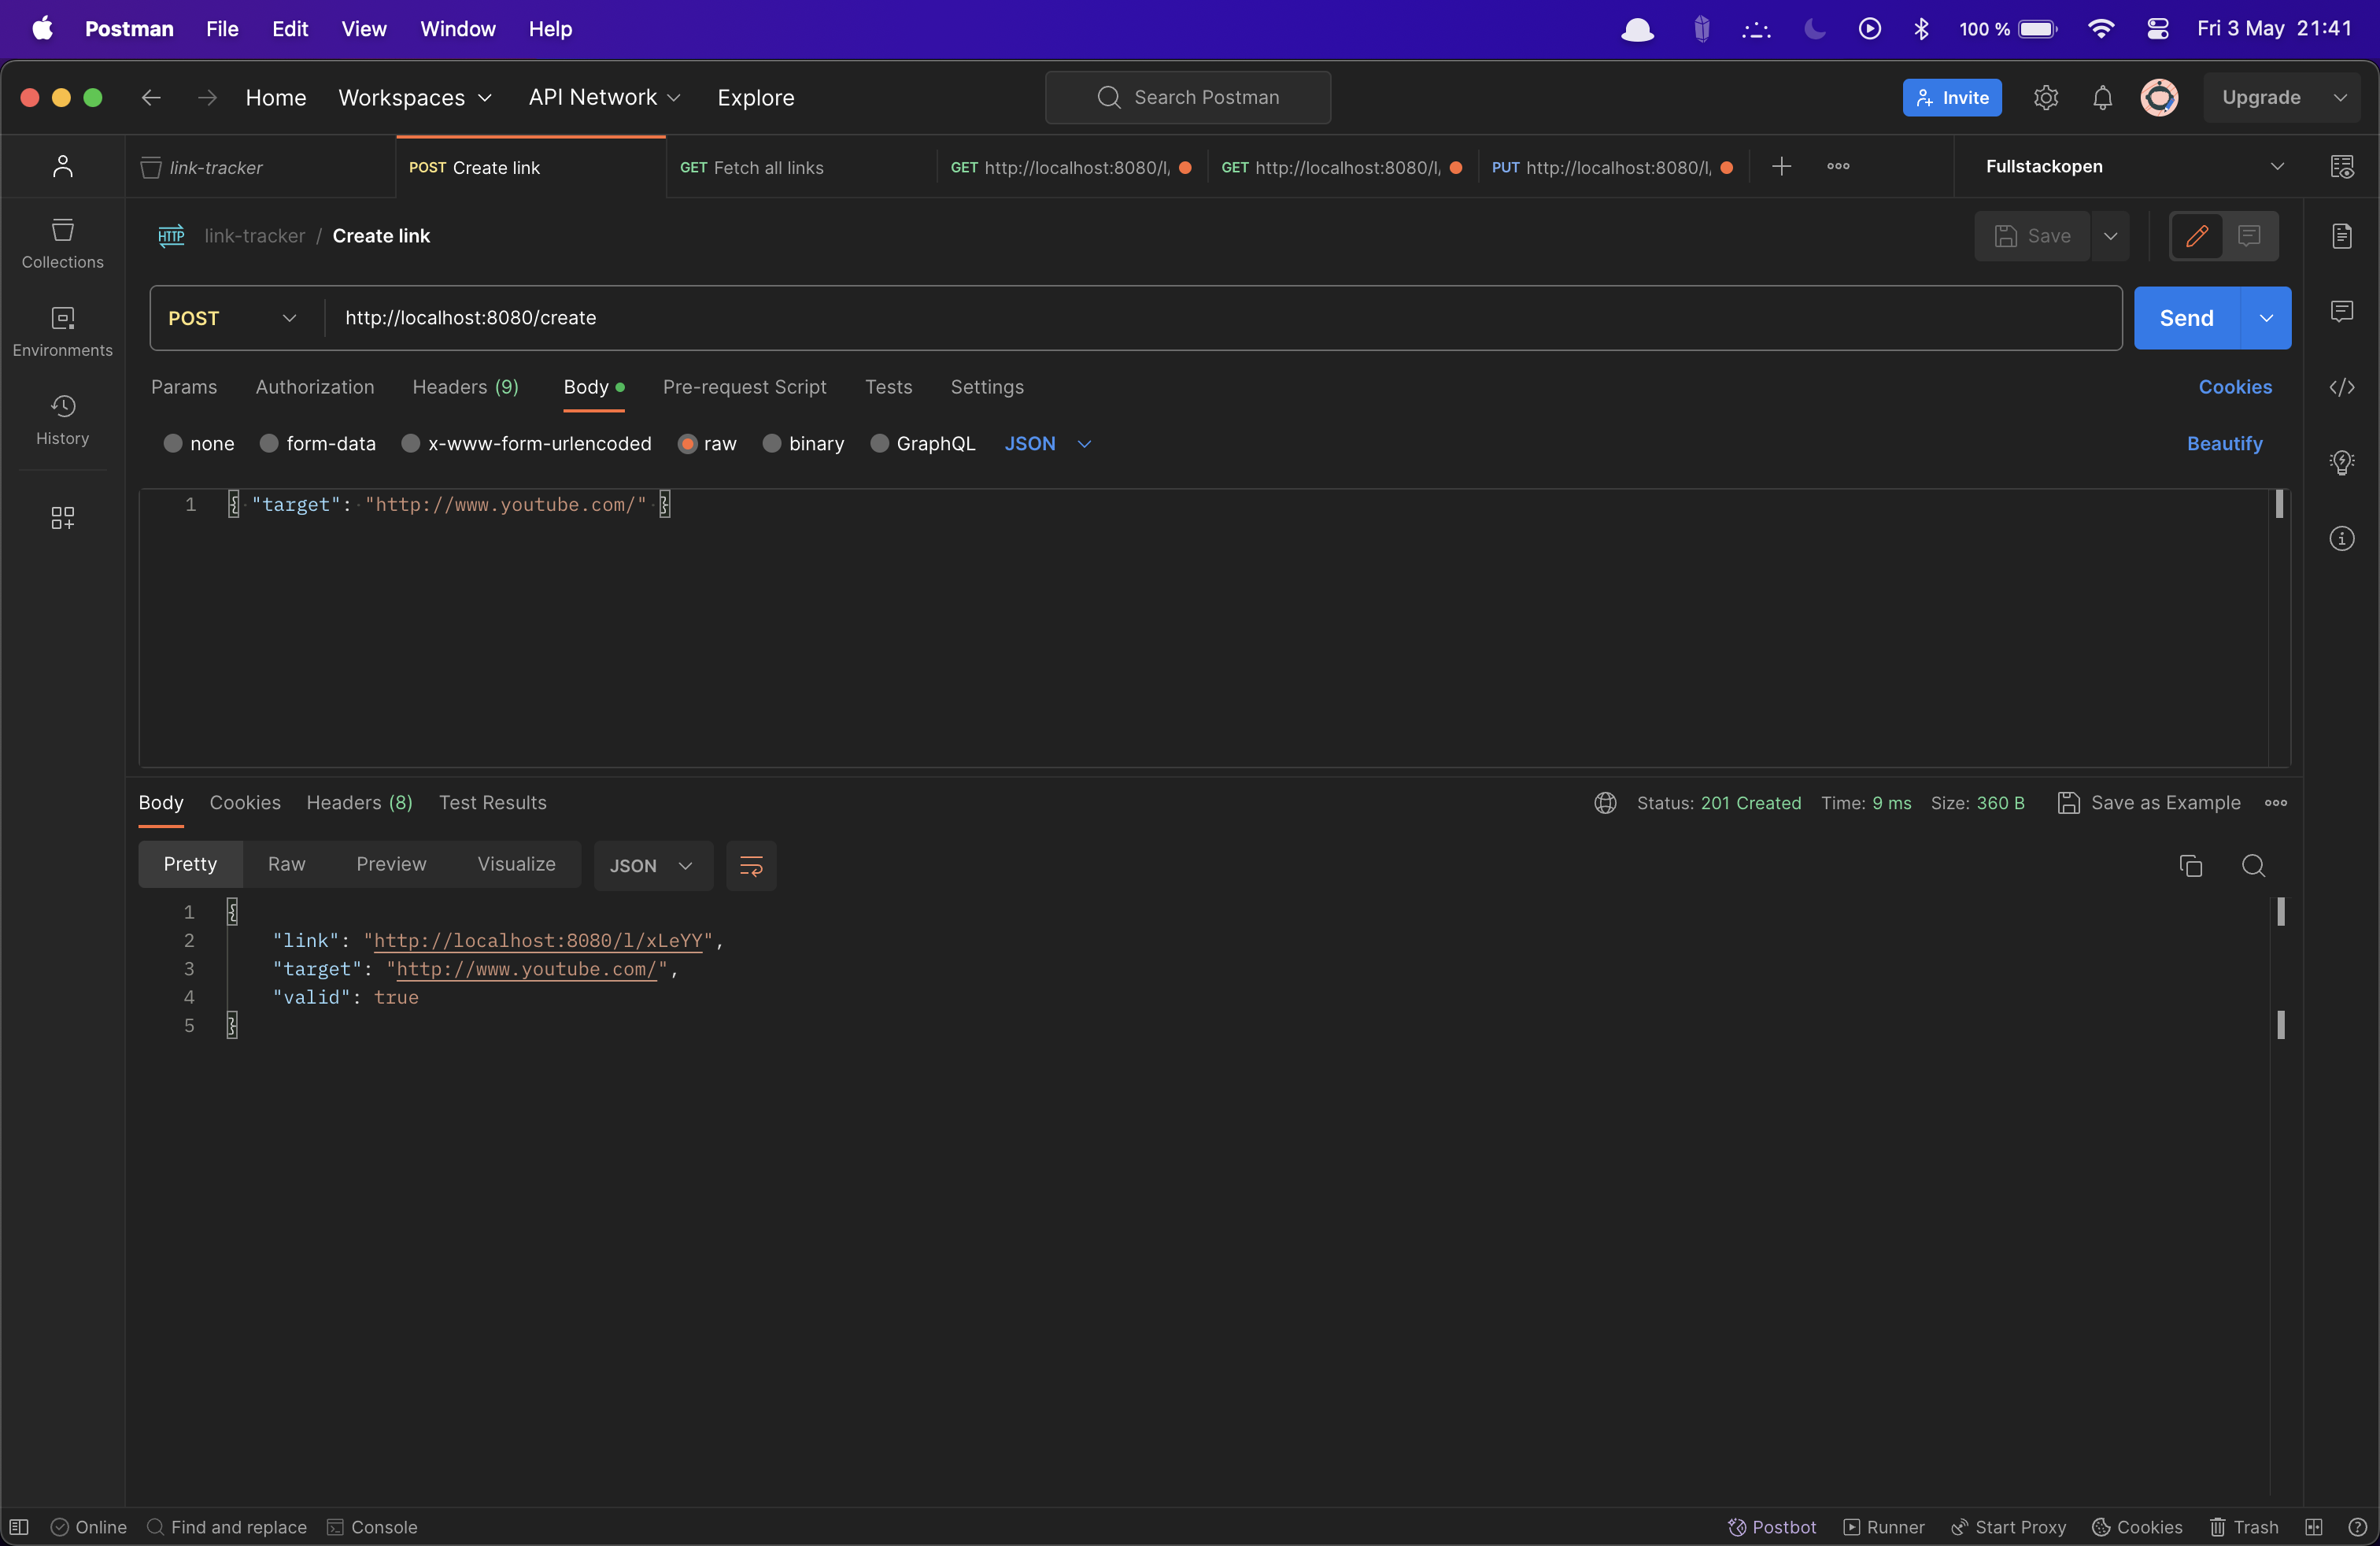 Postman File Edit View Window Help 100 % Fri 3 May 21:41
Home Workspaces API Network Explore Search Postman Invite Upgrade
link-tracker POST Create link GET Fetch all links GET http://localhost:8080/l, GET http://localhost:8080/l, PUT http://localhost:8080/l, Fullstackopen
HTTP link-tracker / Create link Save
Collections
Environments
History
POST http://localhost:8080/create Send
Params Authorization Headers (9) Body Pre-request Script Tests Settings Cookies
none form-data x-www-form-urlencoded raw binary GraphQL JSON Beautify
1 { "target": "http://www.youtube.com/" }
Body Cookies Headers (8) Test Results Status: 201 Created Time: 9 ms Size: 360 B Save as Example
Pretty Raw Preview Visualize JSON
1 {
2 "link": "http://localhost:8080/l/xLeYY",
3 "target": "http://www.youtube.com/",
4 "valid": true
5 }
Online Find and replace Console Postbot Runner Start Proxy Cookies Trash